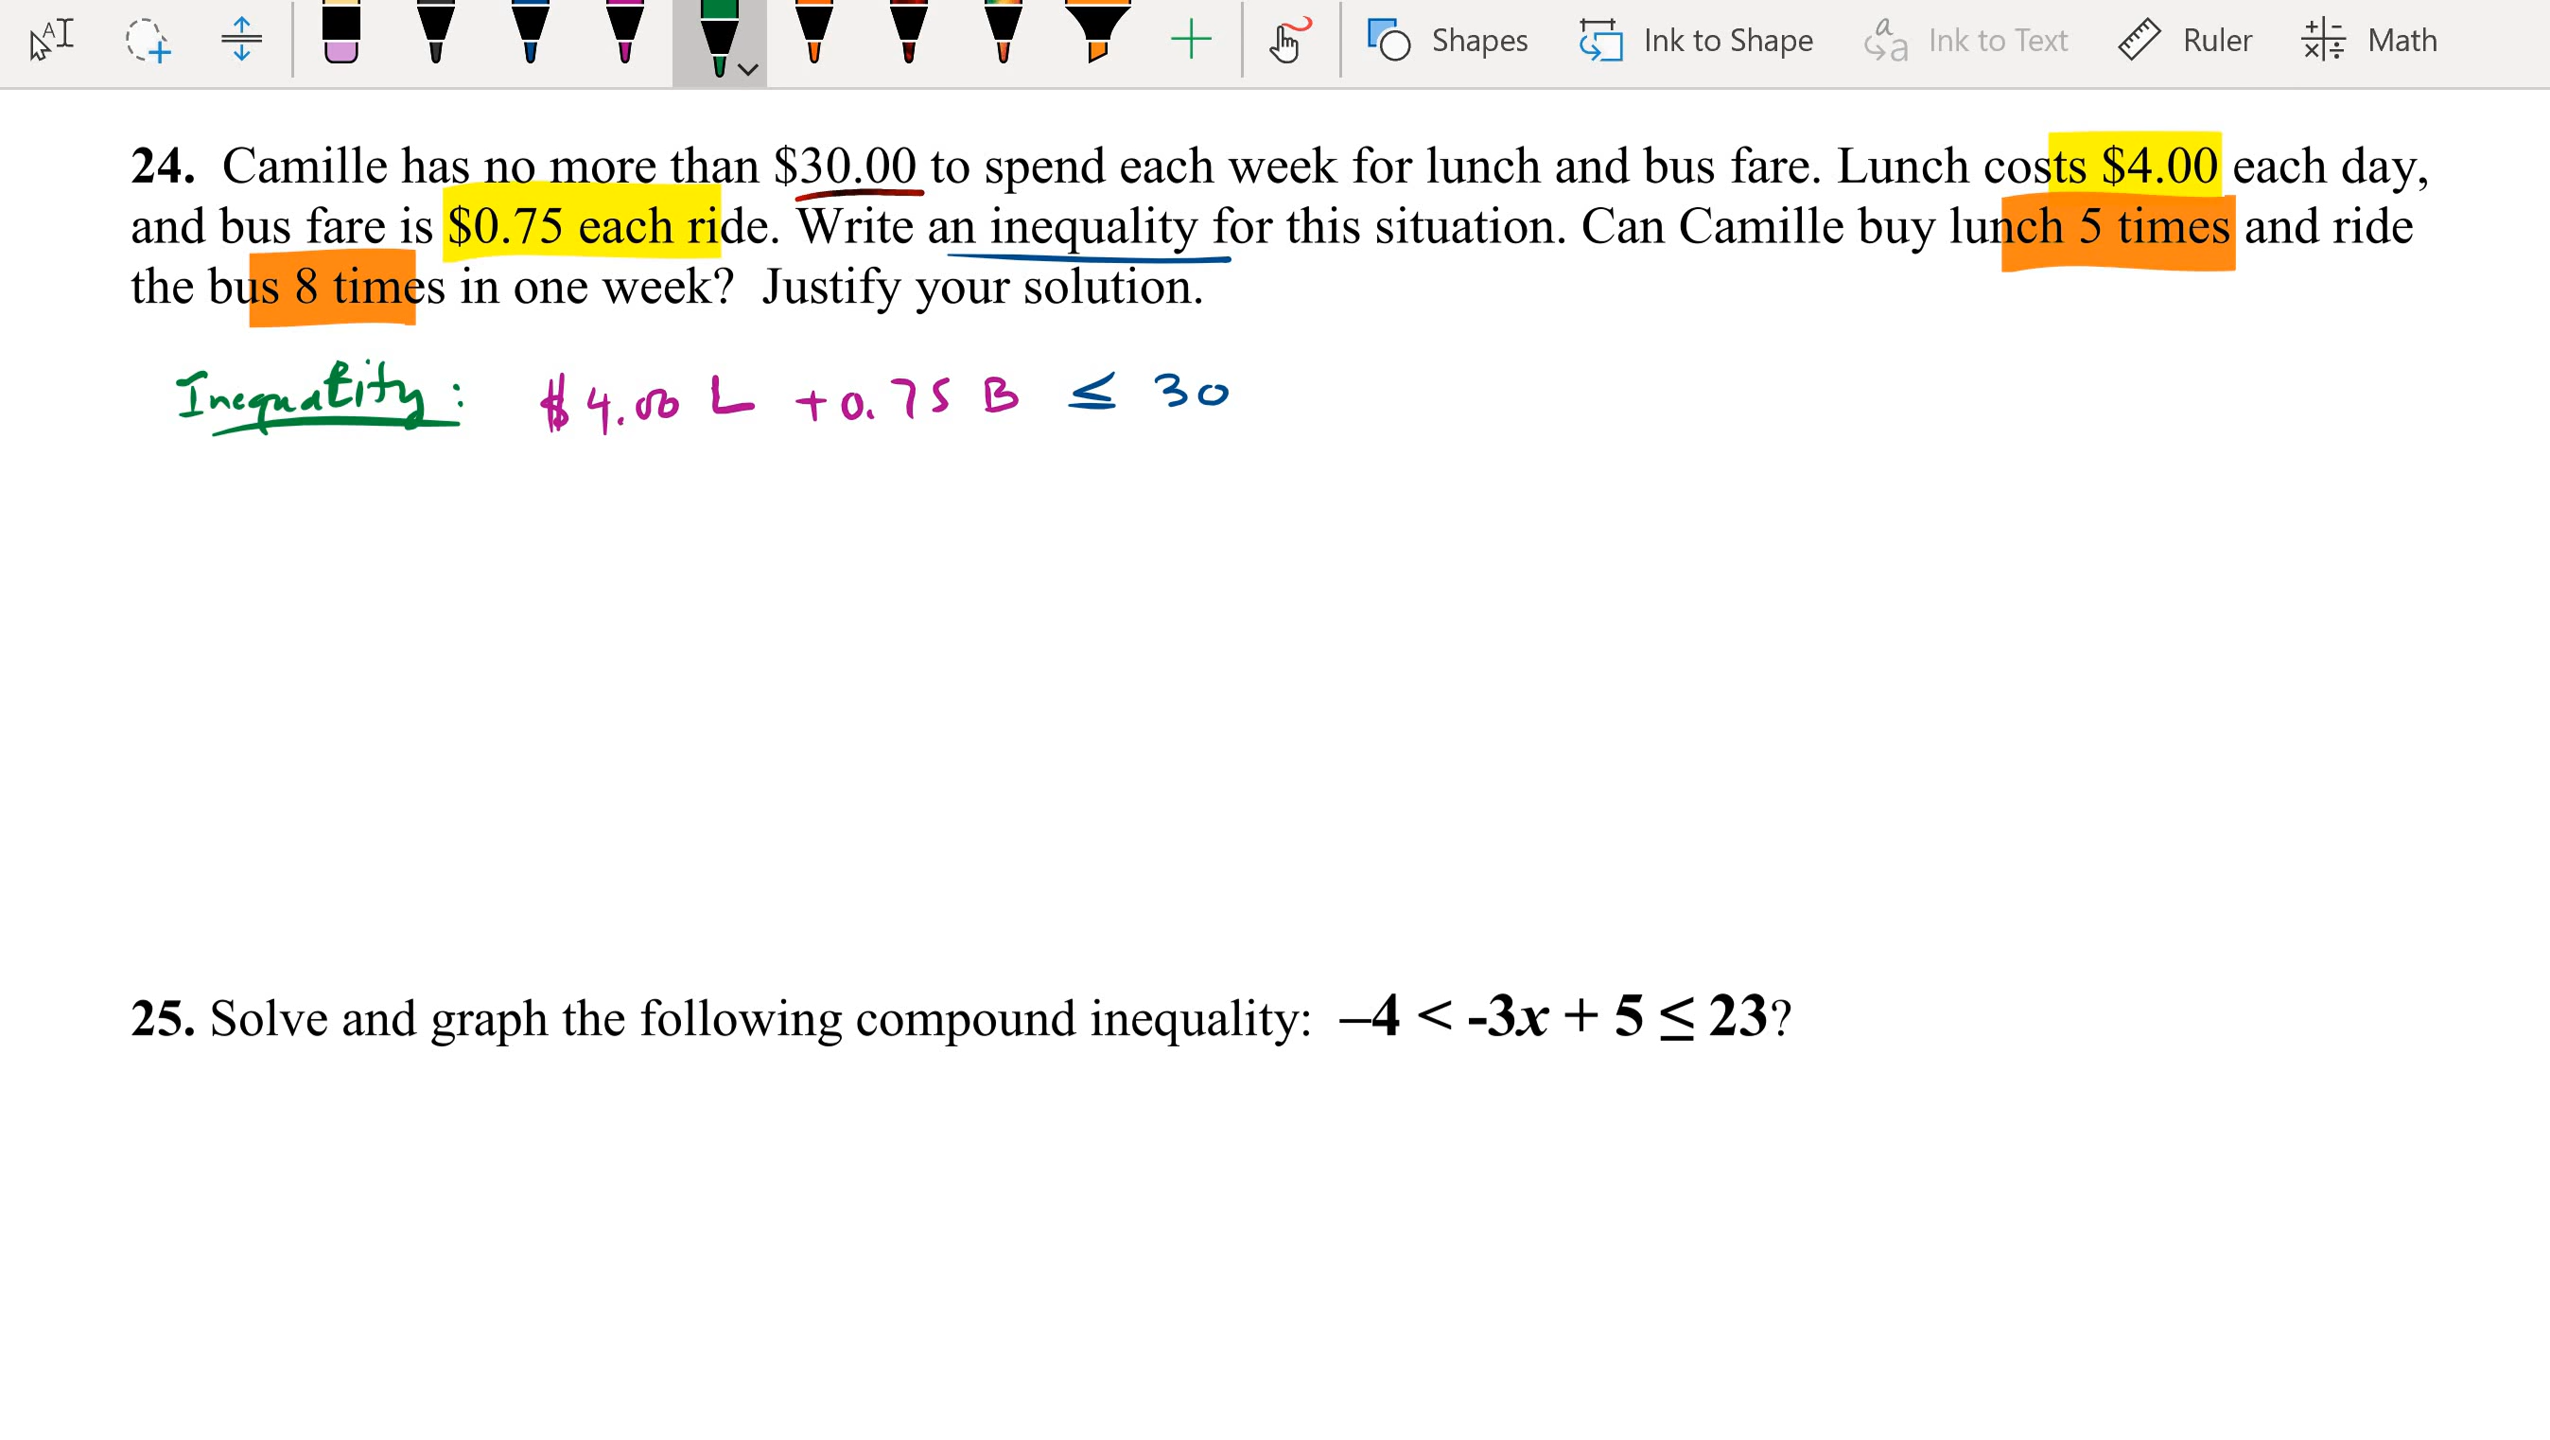 Shapes Ink to Shape Ink to Text Ruler Math
24. Camille has no more than $30.00 to spend each week for lunch and bus fare. Lunch costs $4.00 each day,
and bus fare is $0.75 each ride. Write an inequality for this situation. Can Camille buy lunch 5 times and ride
the bus 8 times in one week? Justify your solution.
Inequality: $4.00 L + 0.75 B ≤ 30
25. Solve and graph the following compound inequality: –4 < -3x + 5 ≤ 23?